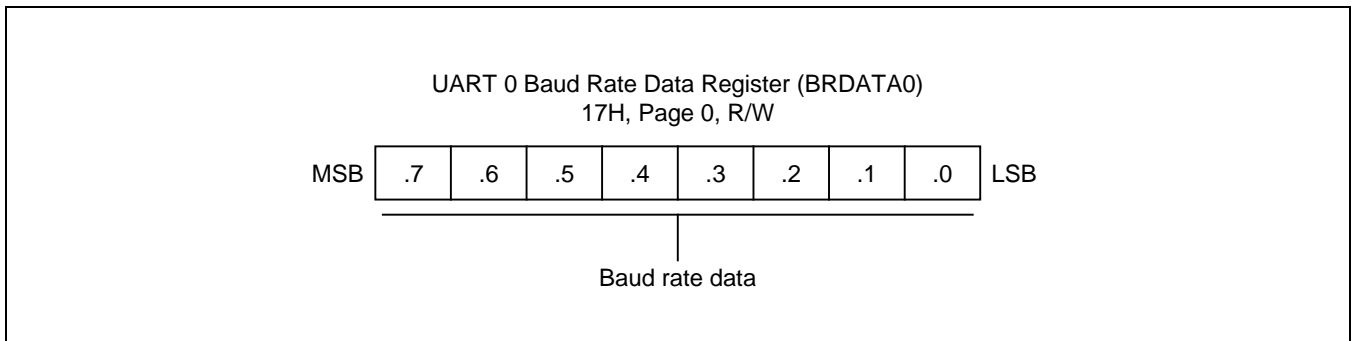 UART 0 Baud Rate Data Register (BRDATA0)
17H, Page 0, R/W
MSB .7 .6 .5 .4 .3 .2 .1 .0 LSB
Baud rate data